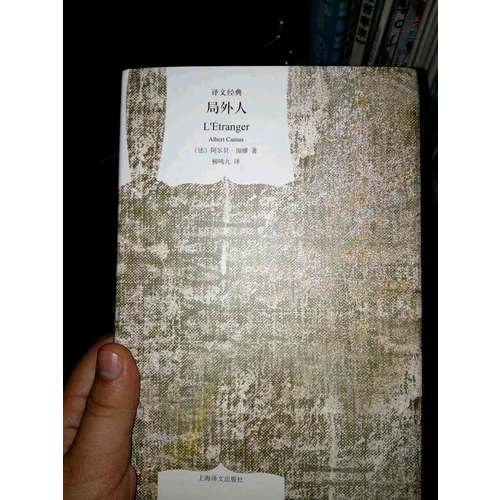 译文经典
局外人
L'Étranger
Albert Camus
〔法〕阿尔贝·加缪 著
柳鸣九 译
上海译文出版社